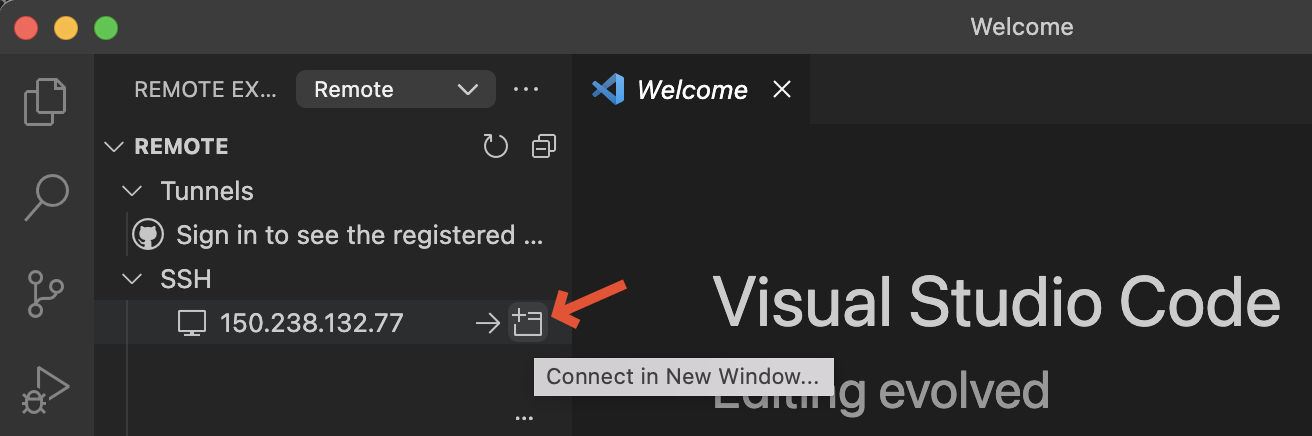 Welcome
REMOTE EX...
Remote
...
Welcome
REMOTE
Tunnels
Sign in to see the registered ...
SSH
150.238.132.77
Connect in New Window...
...
Visual Studio Code
Editing evolved